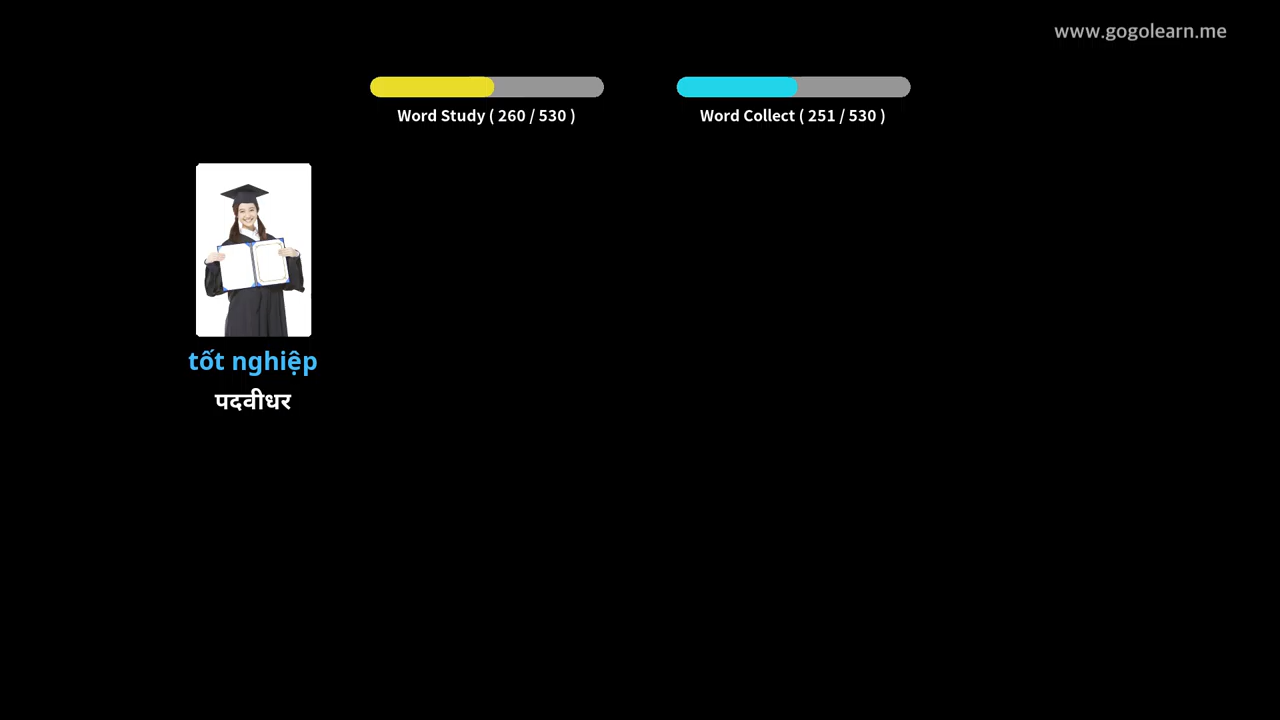 www.gogolearn.me
Word Study ( 260 / 530 )
Word Collect ( 251 / 530 )
tốt nghiệp
पदवीधर